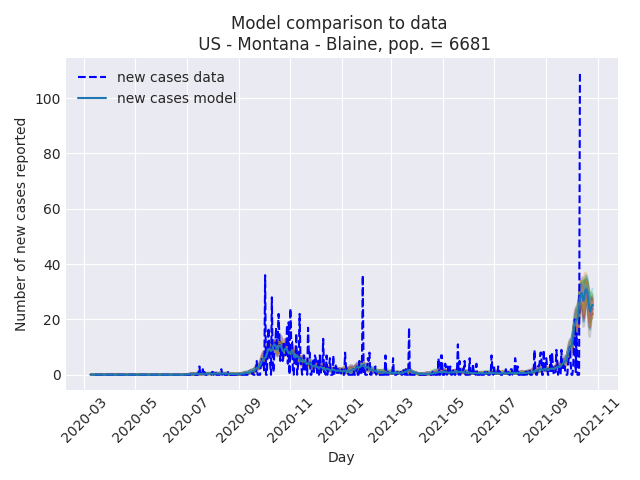 Model comparison to data
US - Montana - Blaine, pop. = 6681
new cases data
new cases model
Number of new cases reported
100
80
60
40
20
0
2020-03
2020-05
2020-07
2020-09
2020-11
2021-01
2021-03
2021-05
2021-07
2021-09
2021-11
Day